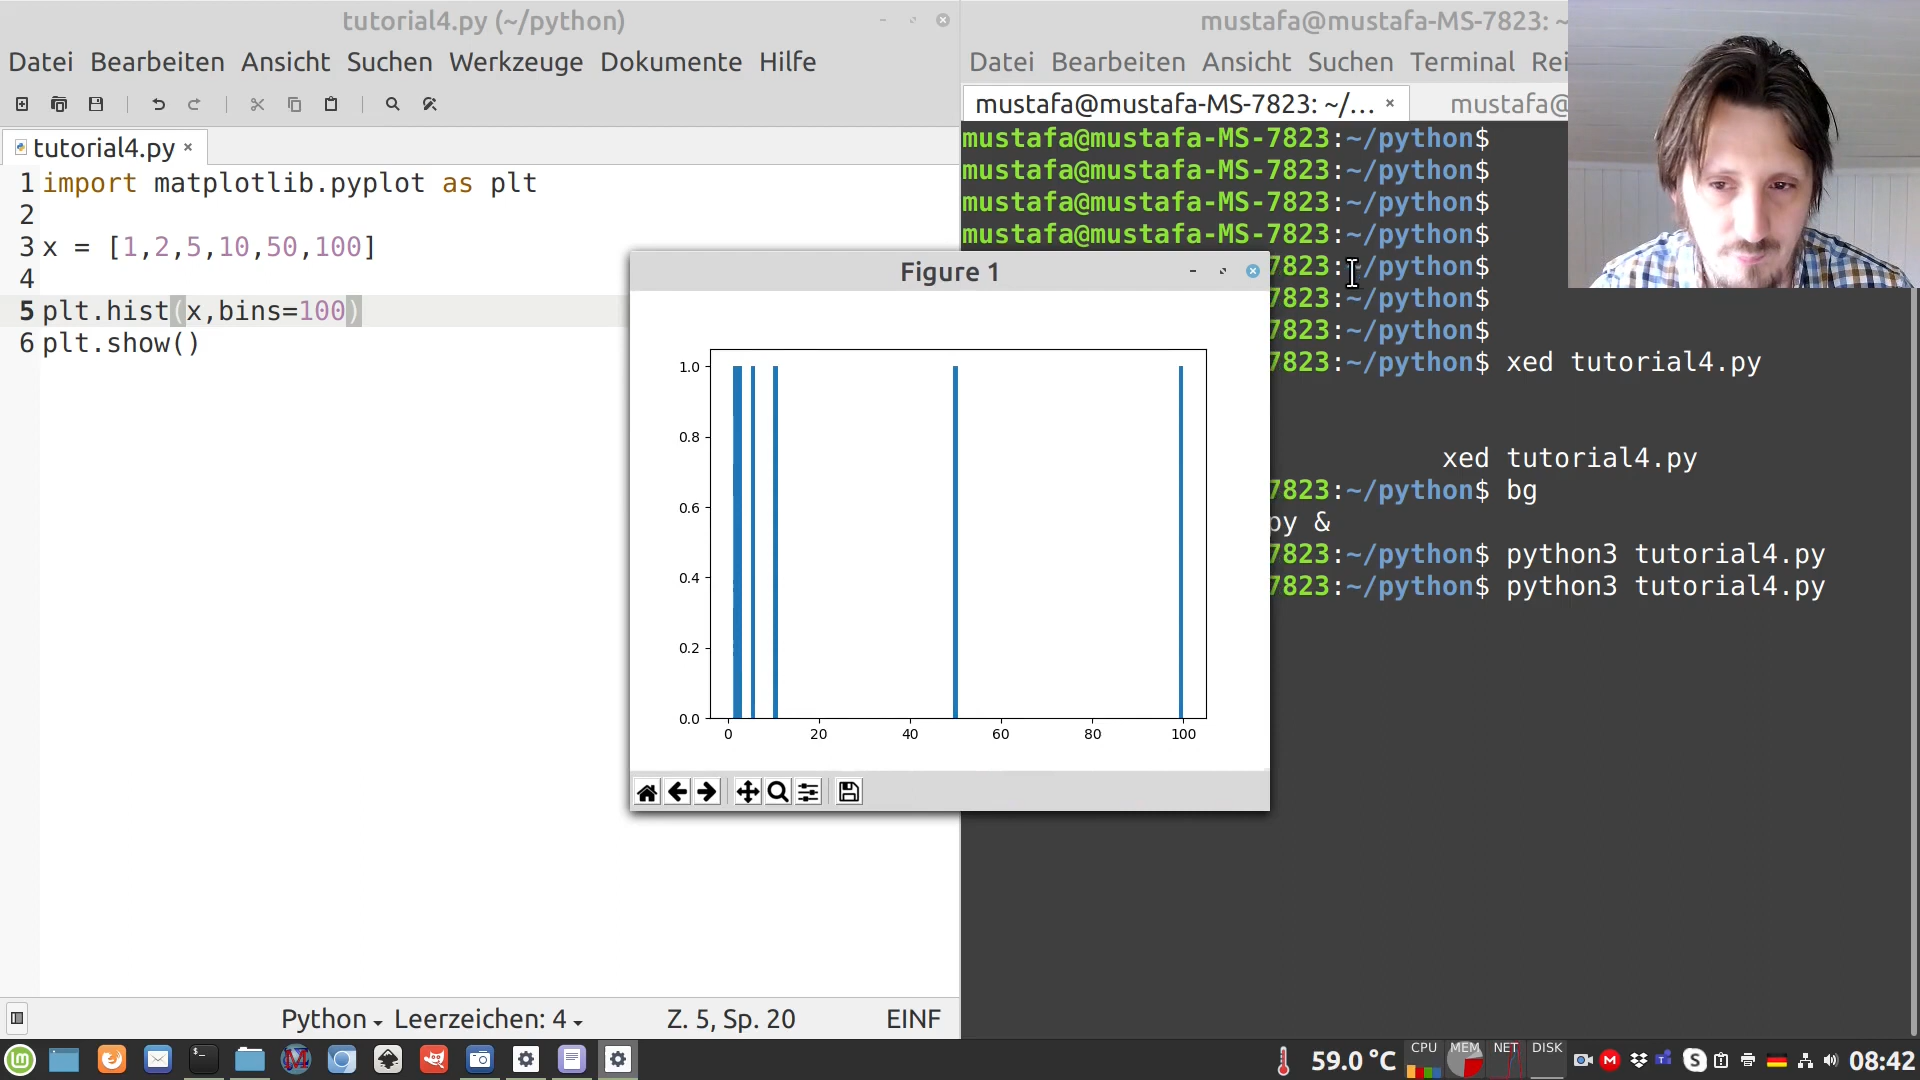 tutorial4.py (~/python)
Datei Bearbeiten Ansicht Suchen Werkzeuge Dokumente Hilfe
tutorial4.py
1 import matplotlib.pyplot as plt
2
3 x = [1,2,5,10,50,100]
4
5 plt.hist(x,bins=100)
6 plt.show()
Python Leerzeichen: 4 Z. 5, Sp. 20 EINF
mustafa@mustafa-MS-7823: ~
Datei Bearbeiten Ansicht Suchen Terminal Rei
mustafa@mustafa-MS-7823: ~/... mustafa@
mustafa@mustafa-MS-7823:~/python$
mustafa@mustafa-MS-7823:~/python$
mustafa@mustafa-MS-7823:~/python$
mustafa@mustafa-MS-7823:~/python$
7823:~/python$
7823:~/python$
7823:~/python$
7823:~/python$ xed tutorial4.py
xed tutorial4.py
7823:~/python$ bg
py &
7823:~/python$ python3 tutorial4.py
7823:~/python$ python3 tutorial4.py
Figure 1
1.0
0.8
0.6
0.4
0.2
0.0
0 20 40 60 80 100
59.0 °C CPU MEM NET DISK 08:42